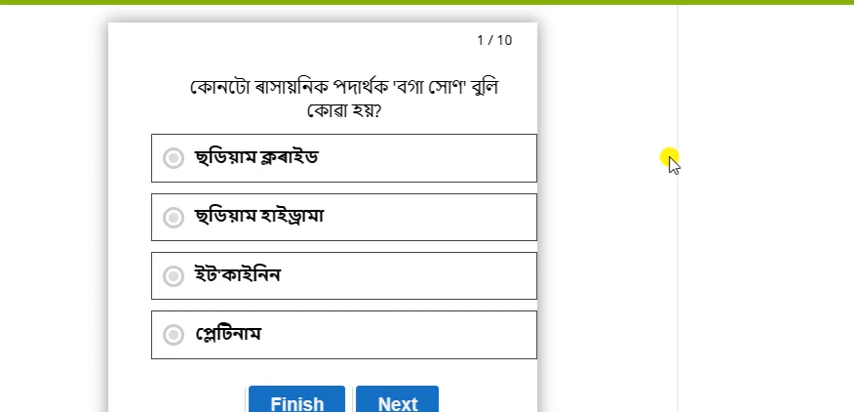 1 / 10
কোনটো ৰাসায়নিক পদাৰ্থক 'বগা সোণ' বুলি
কোৱা হয়?
ছডিয়াম ক্লৰাইড
ছডিয়াম হাইড্ৰামা
ইট'কাইনিন
প্লেটিনাম
Finish
Next